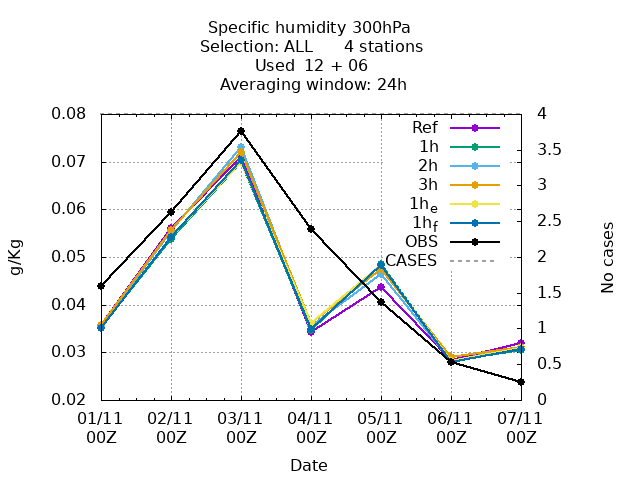 Specific humidity 300hPa
Selection: ALL      4 stations
Used  12 + 06
Averaging window: 24h
0.08
0.07
0.06
0.05
0.04
0.03
0.02
g/Kg
4
3.5
3
2.5
2
1.5
1
0.5
0
No cases
Ref
1h
2h
3h
1he
1hf
OBS
CASES
01/11 02/11 03/11 04/11 05/11 06/11 07/11
00Z 00Z 00Z 00Z 00Z 00Z 00Z
Date